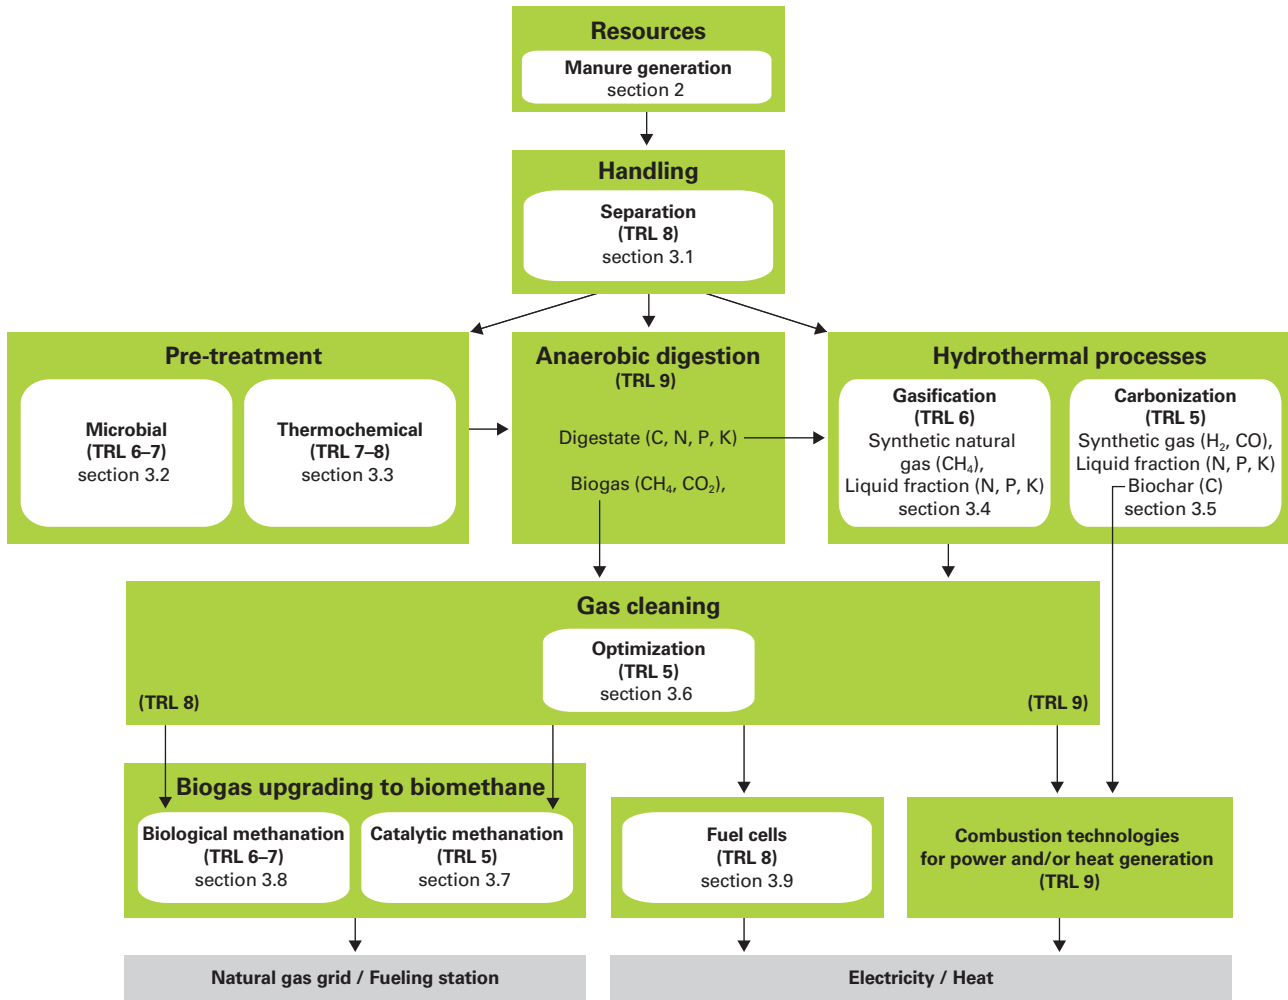 Resources
Manure generation
section 2
Handling
Separation
(TRL 8)
section 3.1
Pre-treatment
Microbial
(TRL 6–7)
section 3.2
Thermochemical
(TRL 7–8)
section 3.3
Anaerobic digestion
(TRL 9)
Digestate (C, N, P, K)
Biogas (CH₄, CO₂),
Hydrothermal processes
Gasification
(TRL 6)
Synthetic natural
gas (CH₄),
Liquid fraction (N, P, K)
section 3.4
Carbonization
(TRL 5)
Synthetic gas (H₂, CO),
Liquid fraction (N, P, K)
Biochar (C)
section 3.5
Gas cleaning
Optimization
(TRL 5)
section 3.6
(TRL 8)
(TRL 9)
Biogas upgrading to biomethane
Biological methanation
(TRL 6–7)
section 3.8
Catalytic methanation
(TRL 5)
section 3.7
Fuel cells
(TRL 8)
section 3.9
Combustion technologies
for power and/or heat generation
(TRL 9)
Natural gas grid / Fueling station
Electricity / Heat